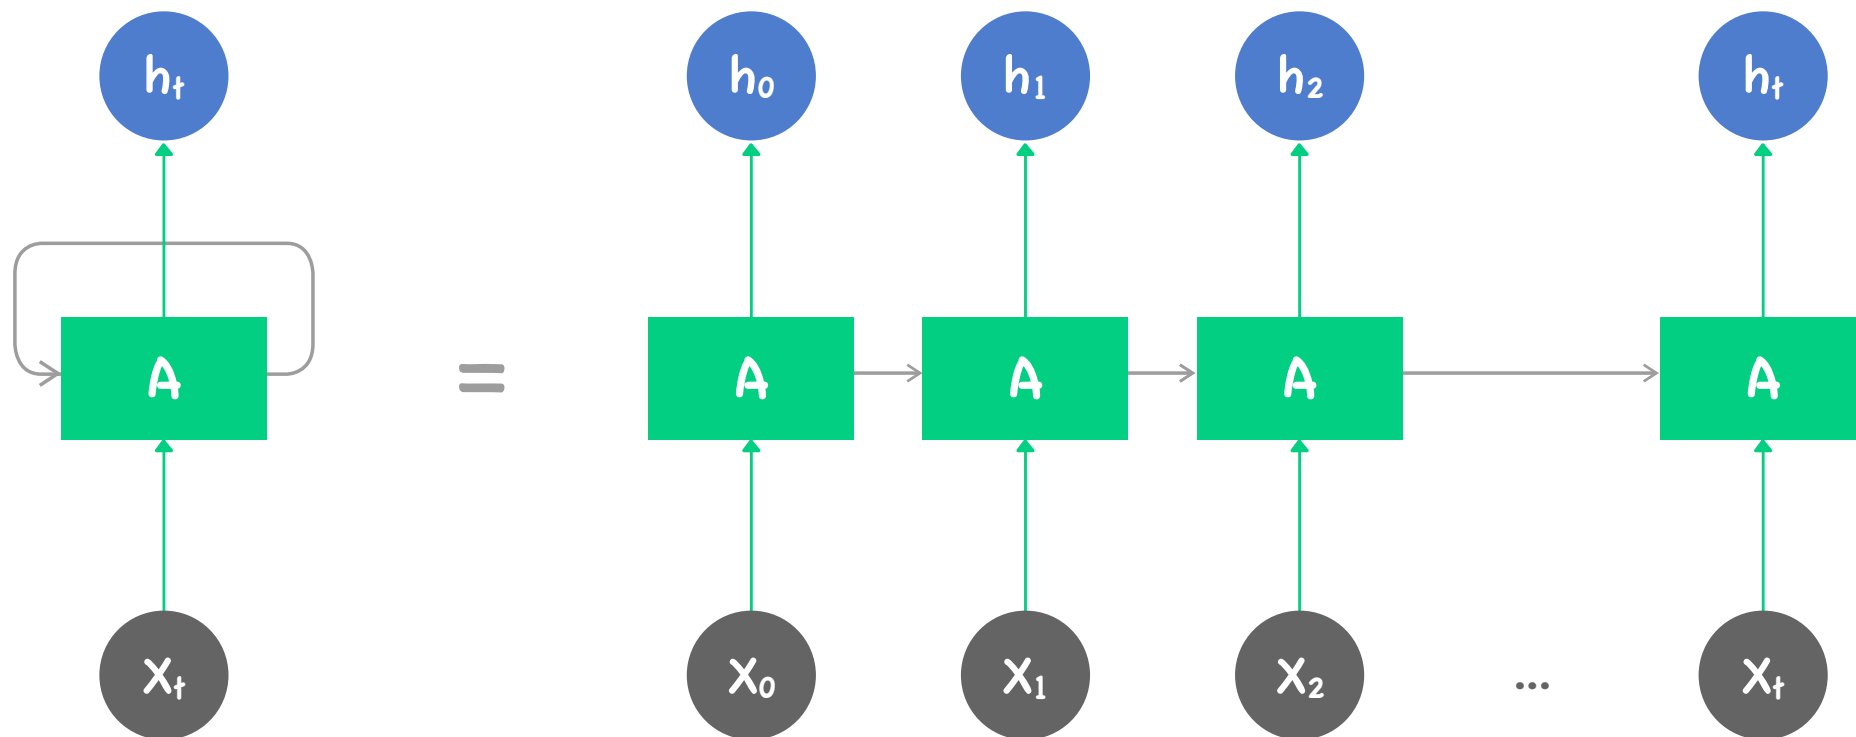 hₜ h₀ h₁ h₂ hₜ
A = A A A A
xₜ x₀ x₁ x₂ ... xₜ